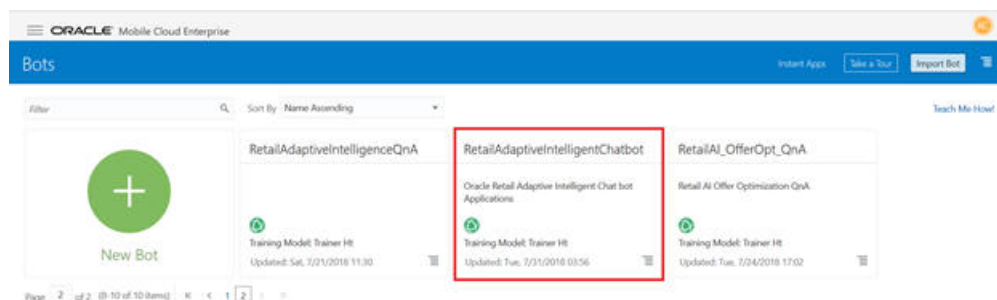 ORACLE Mobile Cloud Enterprise
Bots
Instant Apps
Take a Tour
Import Bot
Filter
Sort By Name Ascending
Teach Me How!
New Bot
RetailAdaptiveIntelligenceQnA
Training Model: Trainer Ht
Updated: Sat, 7/21/2018 11:30
RetailAdaptiveIntelligentChatbot
Oracle Retail Adaptive Intelligent Chat bot
Applications
Training Model: Trainer Ht
Updated: Tue, 7/31/2018 03:56
RetailAI_OfferOpt_QnA
Retail AI Offer Optimization QnA
Training Model: Trainer Ht
Updated: Tue, 7/24/2018 17:02
Page 2 of 2 (8-10 of 10 items) K < 1 2